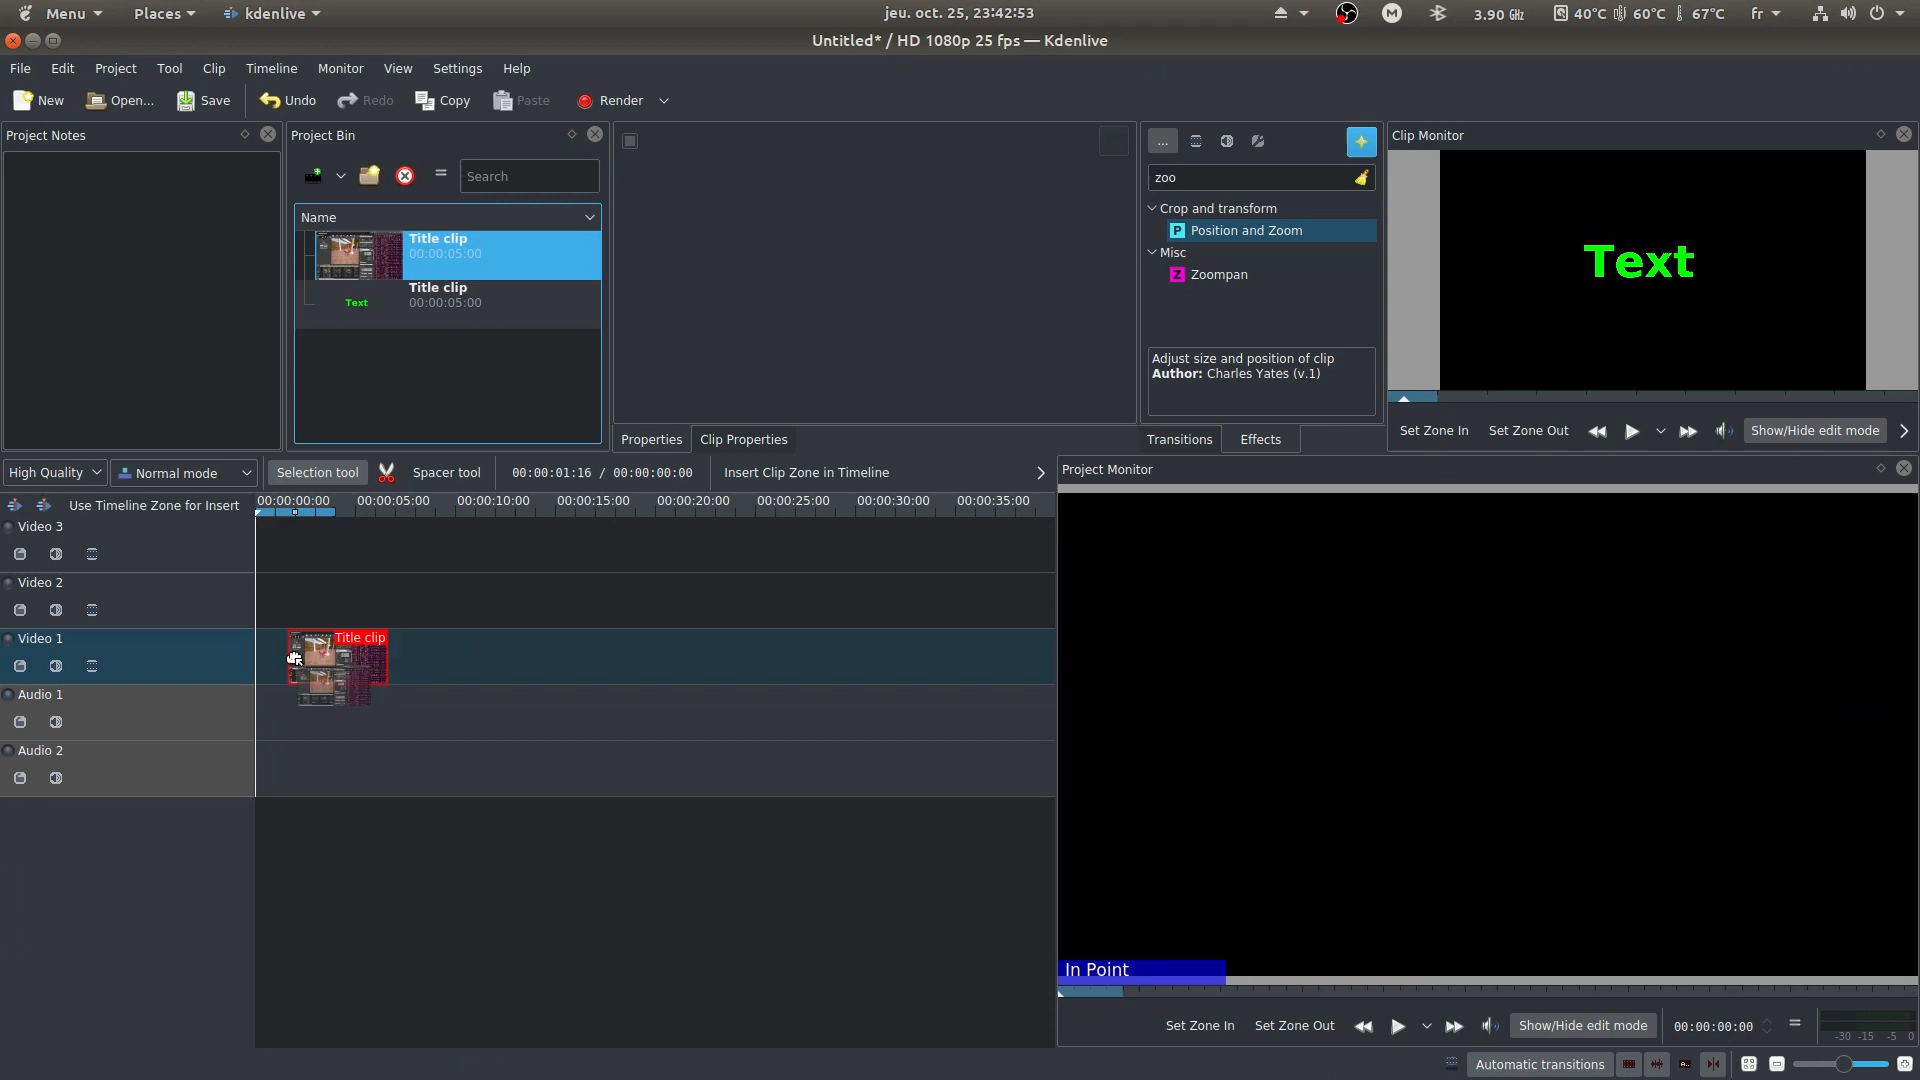 Menu Places kdenlive jeu. oct. 25, 23:42:53 M 3.90 GHz 40°C 60°C 67°C fr
Untitled* / HD 1080p 25 fps — Kdenlive
File Edit Project Tool Clip Timeline Monitor View Settings Help
New Open... Save Undo Redo Copy Paste Render
Project Notes
Project Bin
Search
Name
Title clip
00:00:05:00
Text
Title clip
00:00:05:00
Properties Clip Properties
...
zoo
Crop and transform
P Position and Zoom
Misc
Z Zoompan
Adjust size and position of clip
Author: Charles Yates (v.1)
Transitions Effects
Clip Monitor
Text
Set Zone In Set Zone Out Show/Hide edit mode
High Quality Normal mode Selection tool Spacer tool 00:00:01:16 / 00:00:00:00 Insert Clip Zone in Timeline
Use Timeline Zone for Insert 00:00:00:00 00:00:05:00 00:00:10:00 00:00:15:00 00:00:20:00 00:00:25:00 00:00:30:00 00:00:35:00
Video 3
Video 2
Video 1
Title clip
Audio 1
Audio 2
Project Monitor
In Point
Set Zone In Set Zone Out Show/Hide edit mode 00:00:00:00
-30 -15 -5 0
Automatic transitions